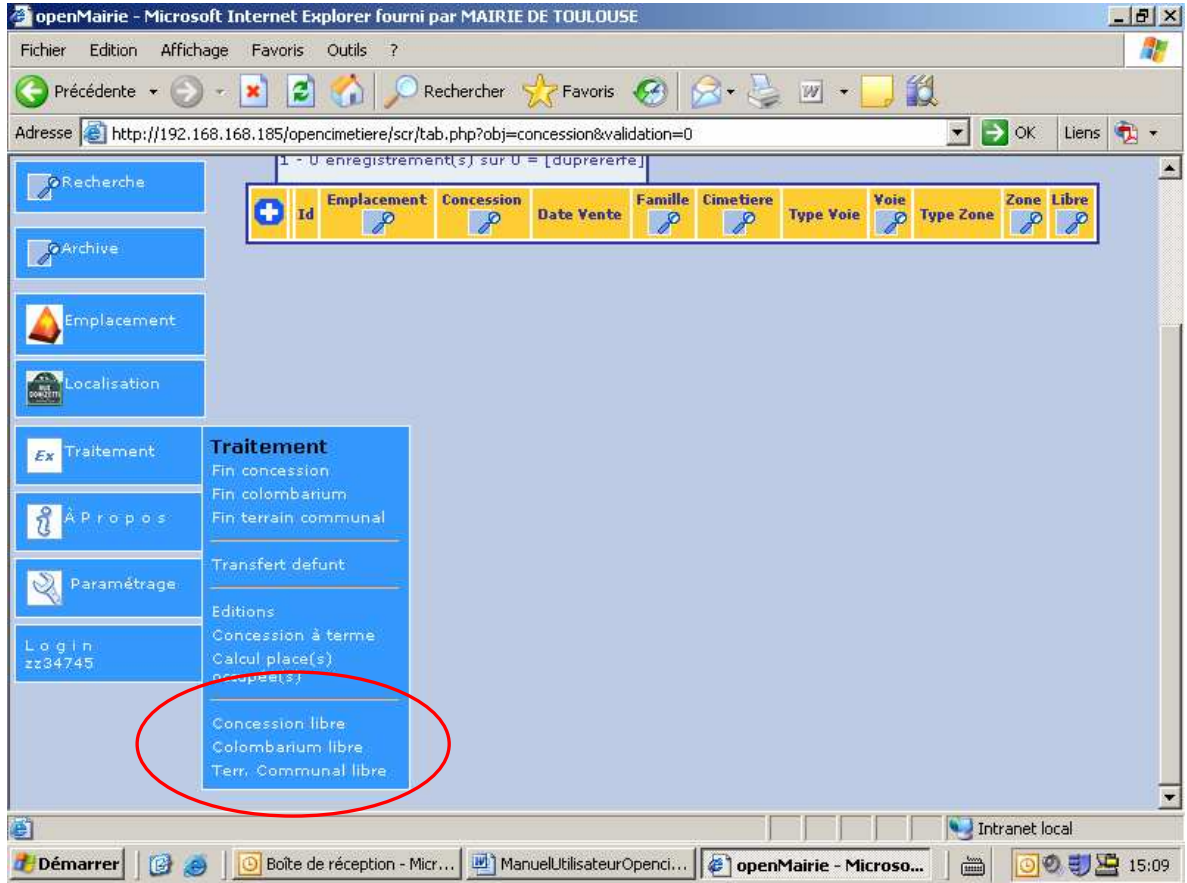 openMairie - Microsoft Internet Explorer fourni par MAIRIE DE TOULOUSE
Fichier Edition Affichage Favoris Outils ?
Précédente Rechercher Favoris
Adresse http://192.168.168.185/opencimetiere/scr/tab.php?obj=concession&validation=0 OK Liens
1 - 0 enregistrement(s) sur 0 = [duprererfe]
Id Emplacement Concession Date Vente Famille Cimetiere Type Voie Voie Type Zone Zone Libre
Recherche
Archive
Emplacement
Localisation
Ex Traitement
À Propos
Paramétrage
Login
zz34745
Traitement
Fin concession
Fin colombarium
Fin terrain communal
Transfert defunt
Editions
Concession à terme
Calcul place(s)
occupée(s)
Concession libre
Colombarium libre
Terr. Communal libre
Intranet local
Démarrer Boîte de réception - Micr... ManuelUtilisateurOpenci... openMairie - Microso... 15:09